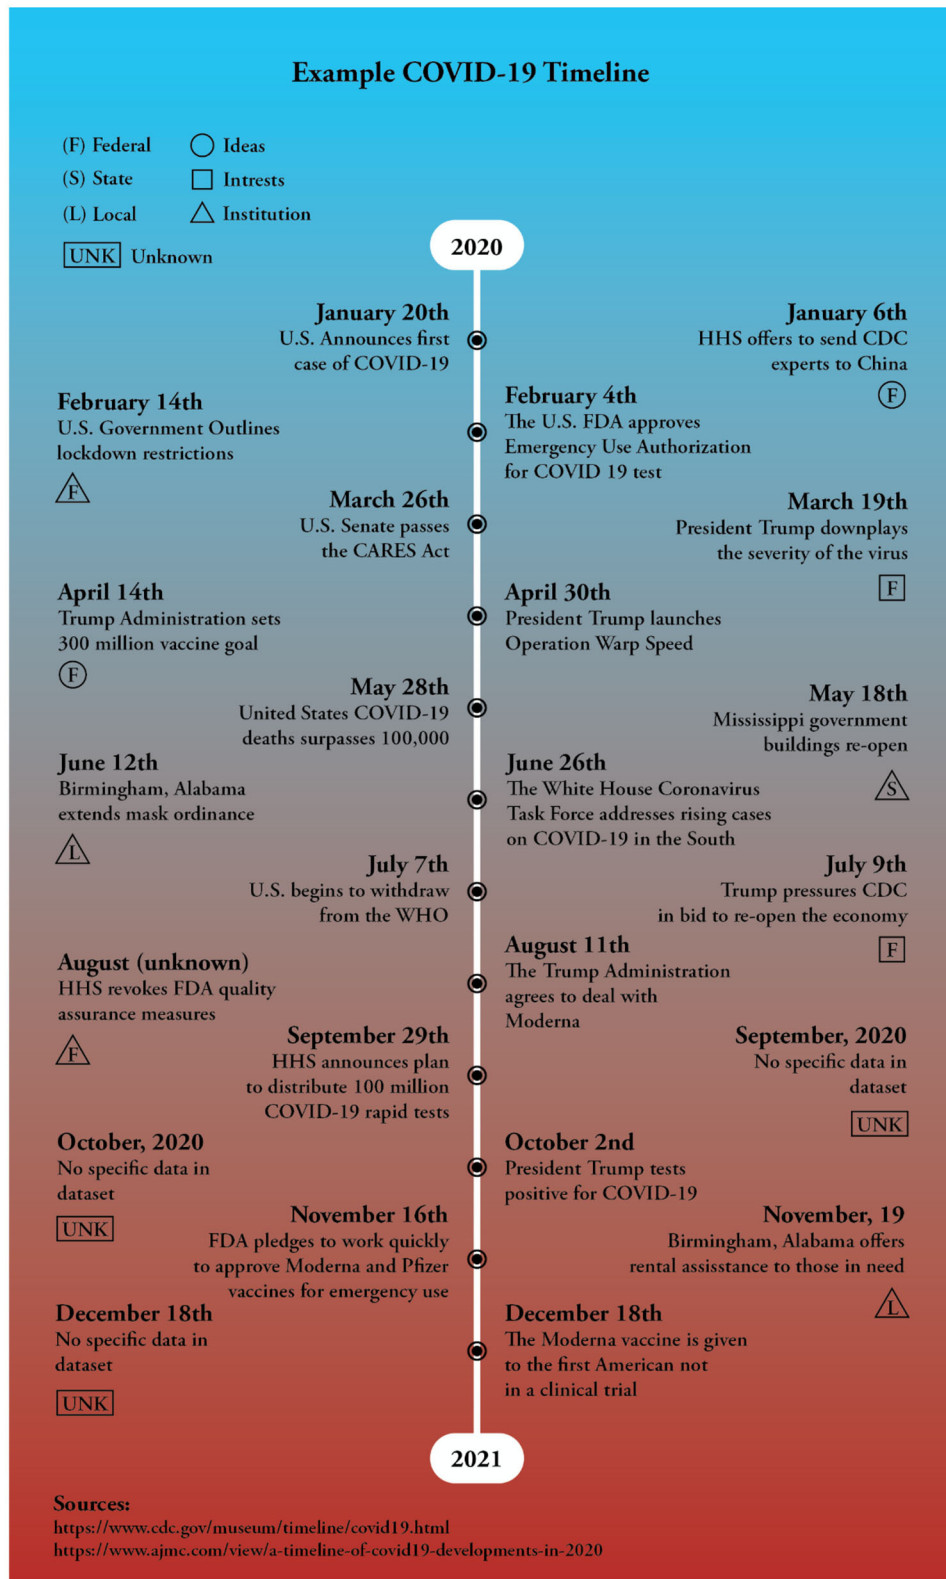 Example COVID-19 Timeline
(F) Federal
Ideas
(S) State
Intrests
(L) Local
Institution
UNK Unknown
2020
January 20th
U.S. Announces first
case of COVID-19
January 6th
HHS offers to send CDC
experts to China
F
February 14th
U.S. Government Outlines
lockdown restrictions
F
February 4th
The U.S. FDA approves
Emergency Use Authorization
for COVID 19 test
March 26th
U.S. Senate passes
the CARES Act
March 19th
President Trump downplays
the severity of the virus
F
April 14th
Trump Administration sets
300 million vaccine goal
F
April 30th
President Trump launches
Operation Warp Speed
May 28th
United States COVID-19
deaths surpasses 100,000
May 18th
Mississippi government
buildings re-open
S
June 12th
Birmingham, Alabama
extends mask ordinance
L
June 26th
The White House Coronavirus
Task Force addresses rising cases
on COVID-19 in the South
July 7th
U.S. begins to withdraw
from the WHO
July 9th
Trump pressures CDC
in bid to re-open the economy
F
August (unknown)
HHS revokes FDA quality
assurance measures
F
August 11th
The Trump Administration
agrees to deal with
Moderna
September 29th
HHS announces plan
to distribute 100 million
COVID-19 rapid tests
September, 2020
No specific data in
dataset
UNK
October, 2020
No specific data in
dataset
UNK
October 2nd
President Trump tests
positive for COVID-19
November 16th
FDA pledges to work quickly
to approve Moderna and Pfizer
vaccines for emergency use
November, 19
Birmingham, Alabama offers
rental assisstance to those in need
L
December 18th
No specific data in
dataset
UNK
December 18th
The Moderna vaccine is given
to the first American not
in a clinical trial
2021
Sources:
https://www.cdc.gov/museum/timeline/covid19.html
https://www.ajmc.com/view/a-timeline-of-covid19-developments-in-2020